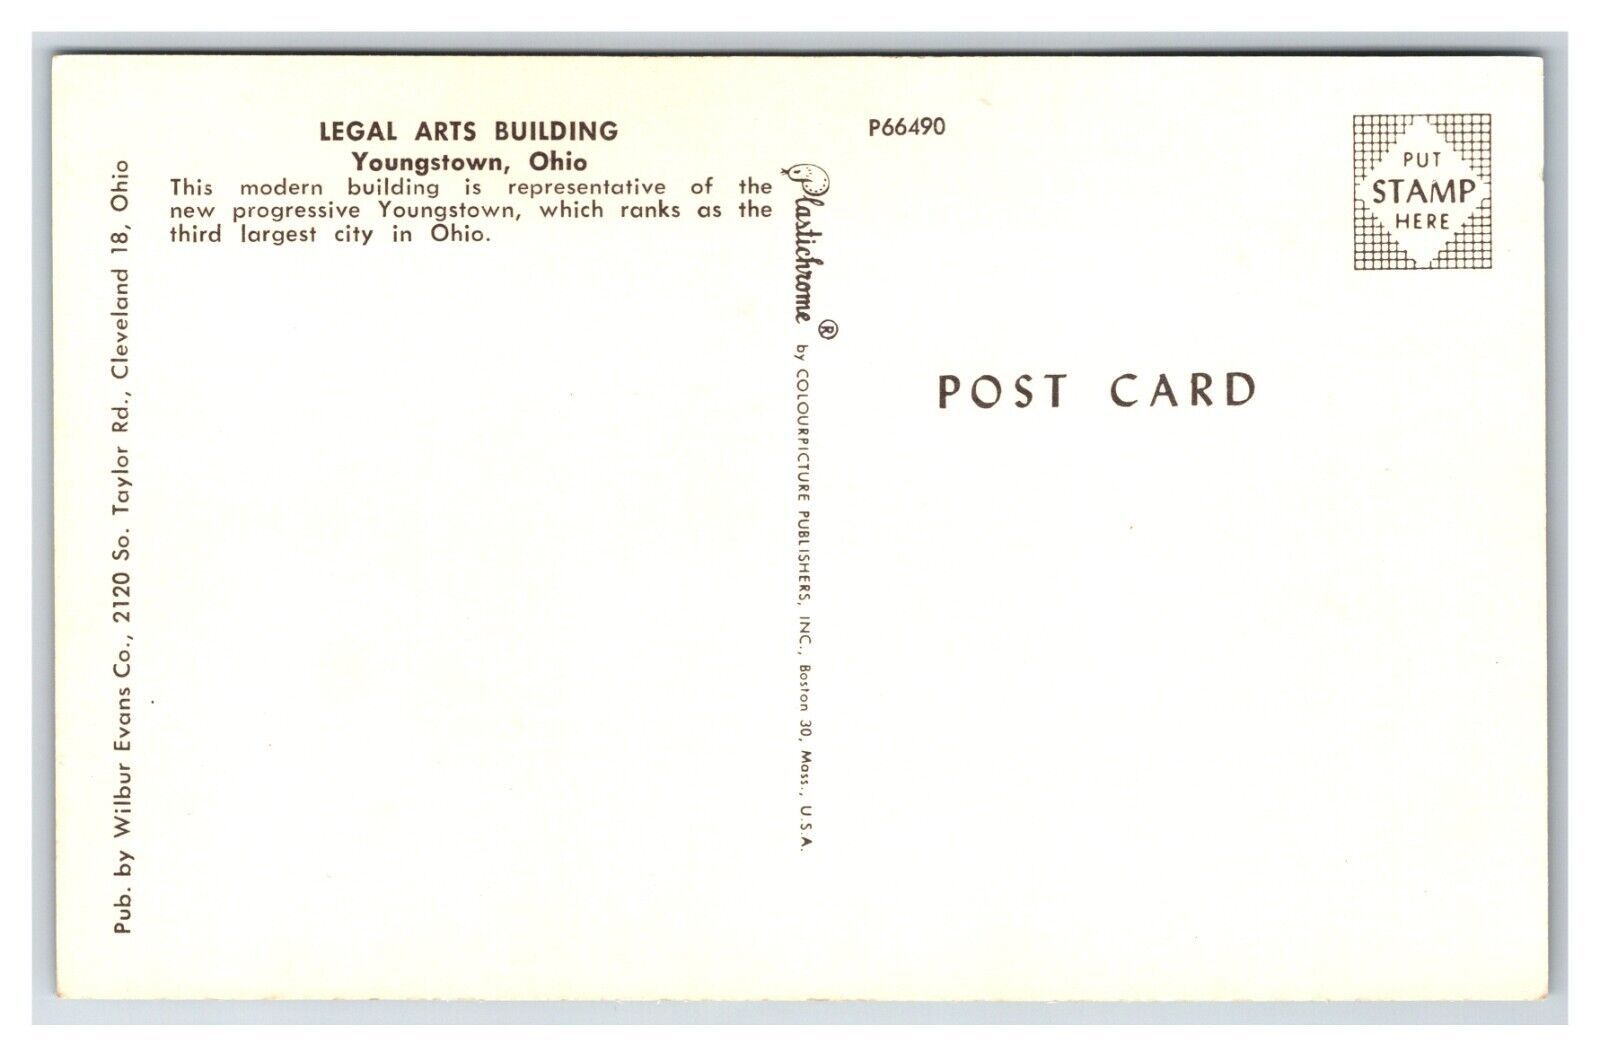 LEGAL ARTS BUILDING
Youngstown, Ohio
This modern building is representative of the
new progressive Youngstown, which ranks as the
third largest city in Ohio.
Pub. by Wilbur Evans Co., 2120 So. Taylor Rd., Cleveland 18, Ohio
Plastichrome ® by COLOURPICTURE PUBLISHERS, INC., Boston 30, Mass., U.S.A.
P66490
PUT
STAMP
HERE
POST CARD